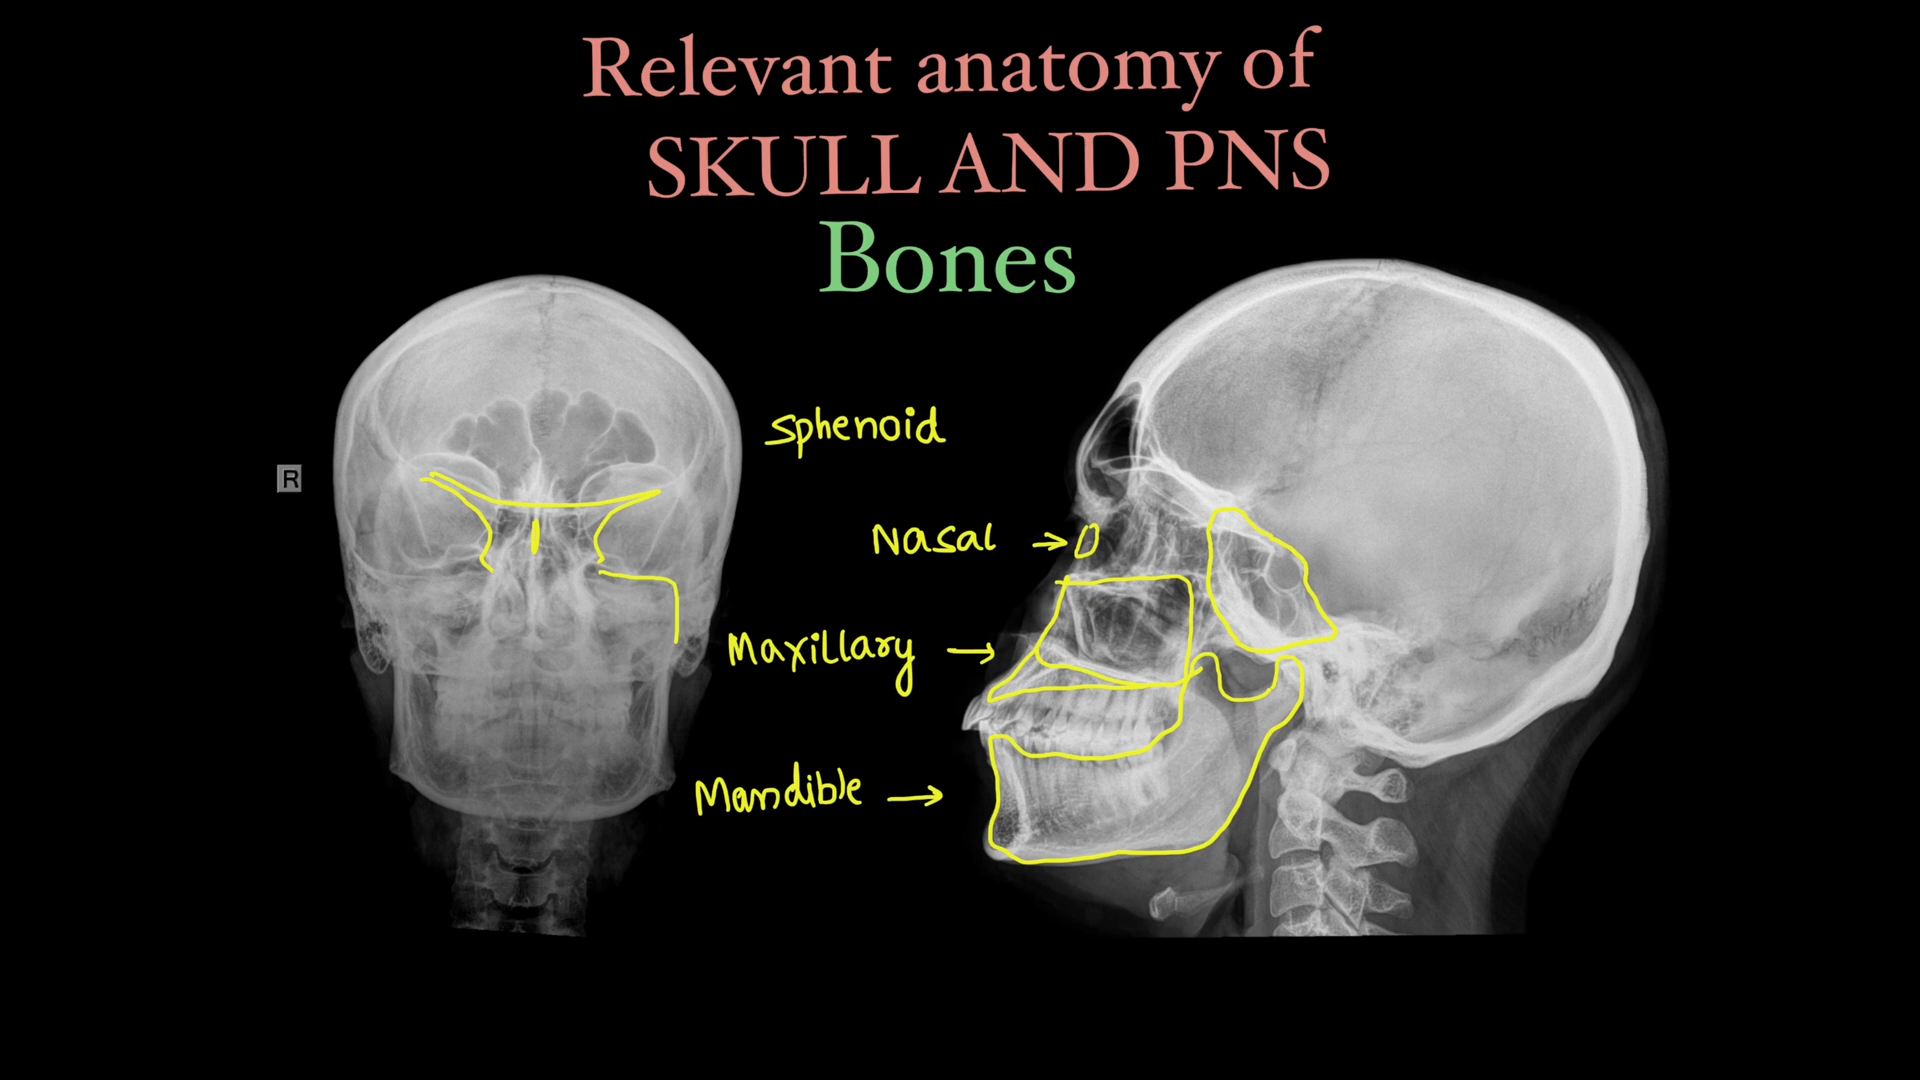 Relevant anatomy of
SKULL AND PNS
Bones
Sphenoid
R
Nasal →
Maxillary →
Mandible →